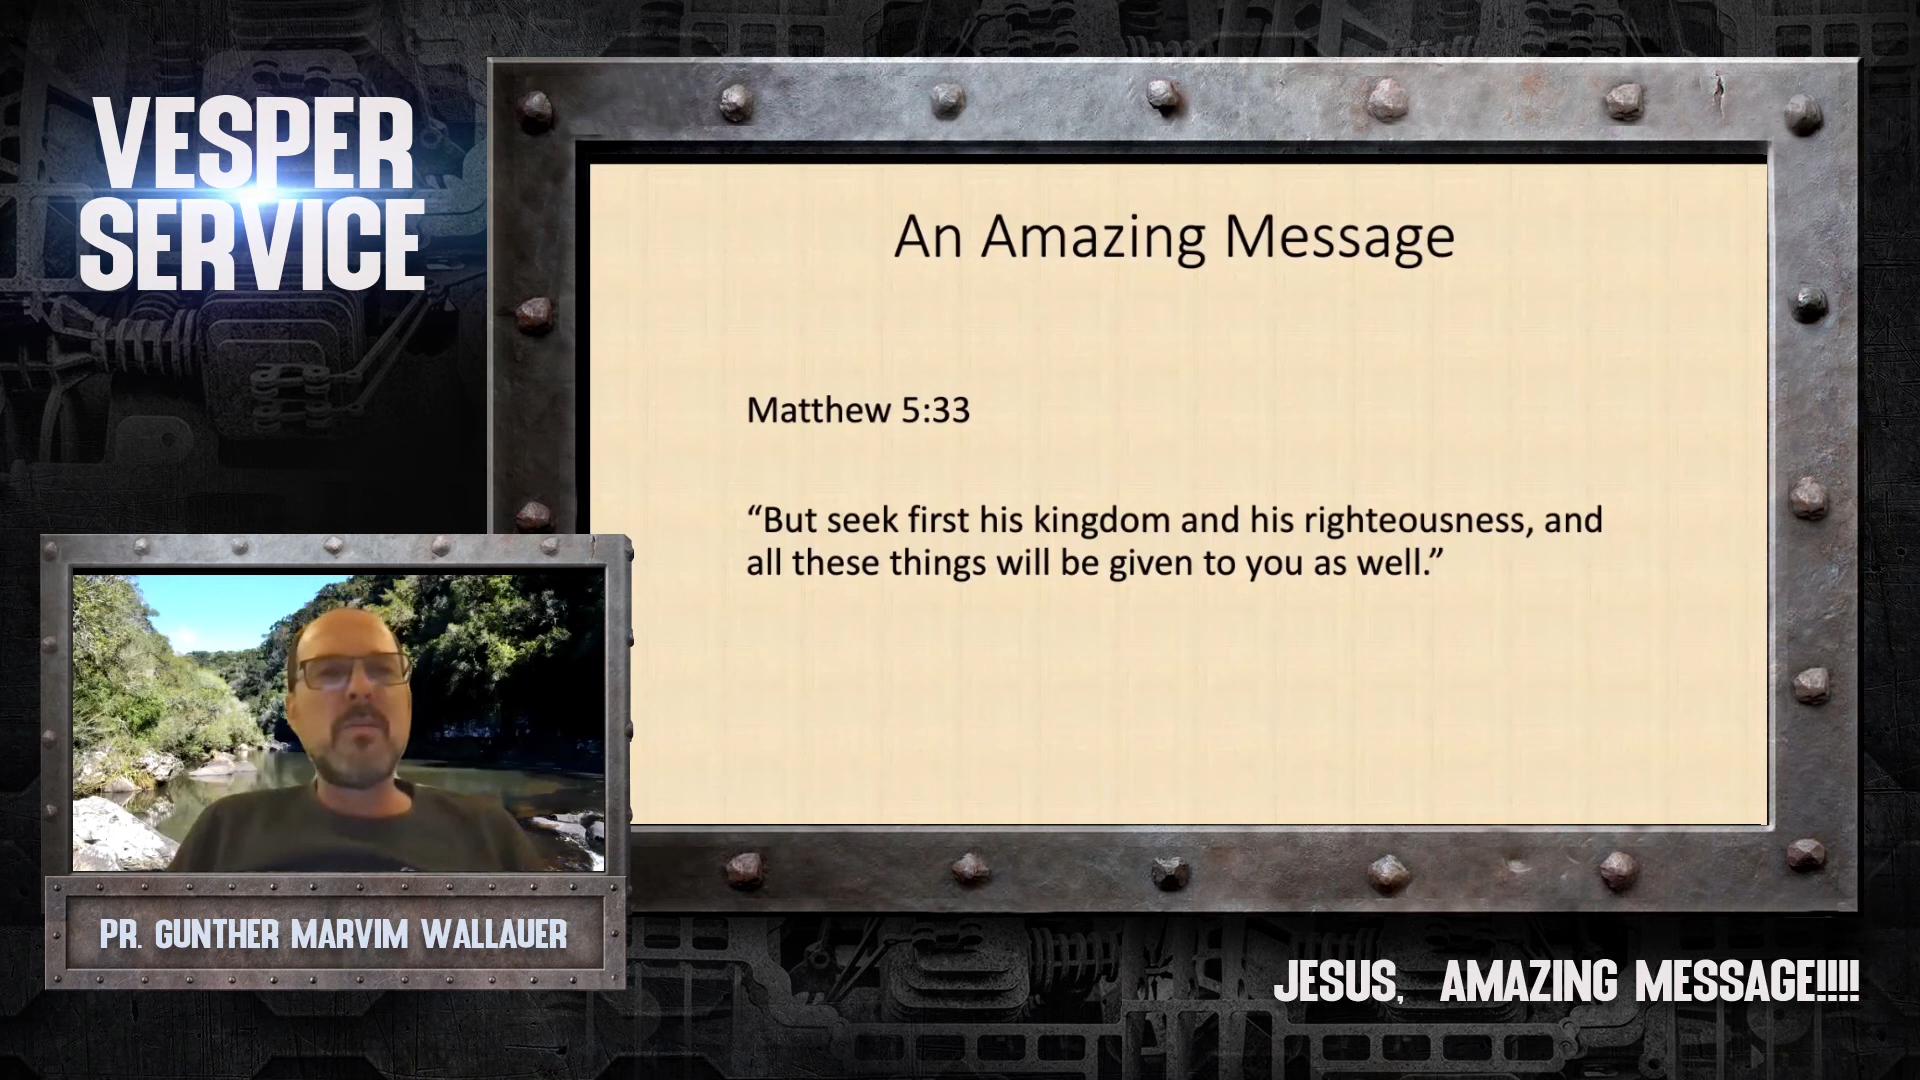 VESPER
SERVICE
An Amazing Message
Matthew 5:33
“But seek first his kingdom and his righteousness, and
all these things will be given to you as well.”
PR. GUNTHER MARVIM WALLAUER
JESUS, AMAZING MESSAGE!!!!